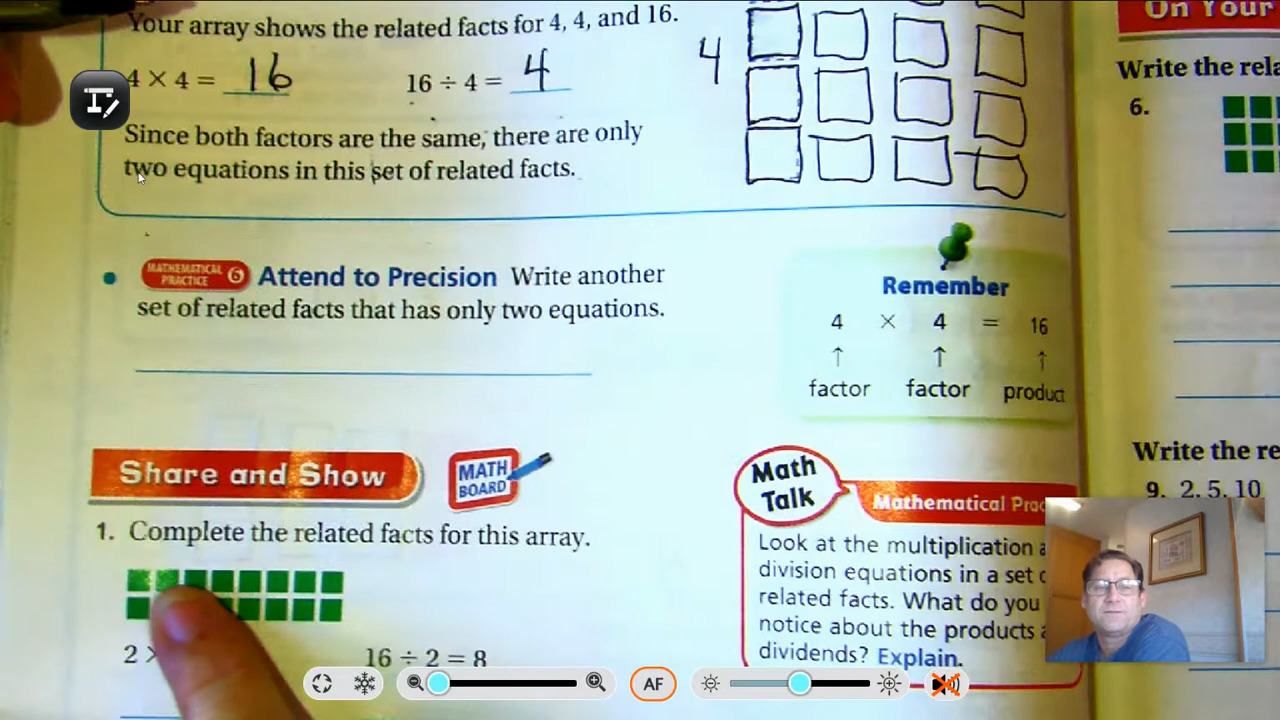 Your array shows the related facts for 4, 4, and 16.
4 × 4 = 16
16 ÷ 4 = 4
4
Since both factors are the same, there are only
two equations in this set of related facts.
MATHEMATICAL PRACTICE 6 Attend to Precision Write another
set of related facts that has only two equations.
Remember
4 × 4 = 16
↑ ↑ ↑
factor factor product
Share and Show
MATH
BOARD
1. Complete the related facts for this array.
2 ×
16 ÷ 2 = 8
Math
Talk
Mathematical
Look at the multiplication
division equations in a set
related facts. What do you
notice about the products
dividends? Explain.
On Your
Write the
6.
Write the
9. 2, 5, 10
AF